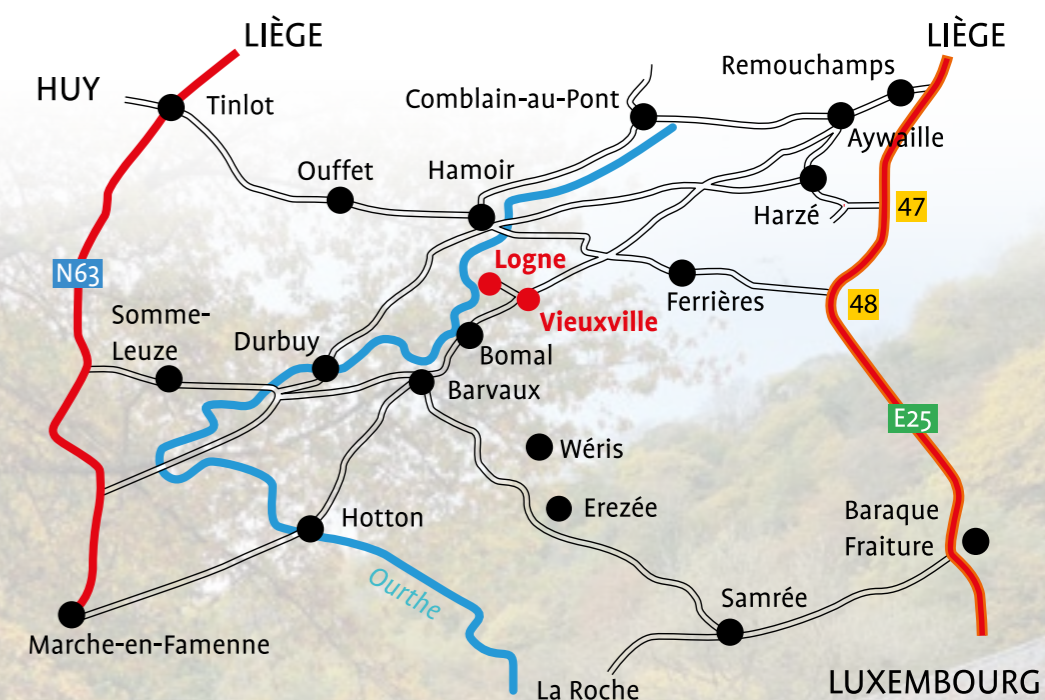 LIÈGE
LIÈGE
HUY
Remouchamps
Tinlot
Comblain-au-Pont
Aywaille
Ouffet
Hamoir
Harzé
47
N63
Logne
Ferrières
48
Vieuxville
Somme-
Leuze
Durbuy
Bomal
Barvaux
E25
Wéris
Erezée
Baraque
Fraiture
Hotton
Ourthe
Samrée
Marche-en-Famenne
La Roche
LUXEMBOURG